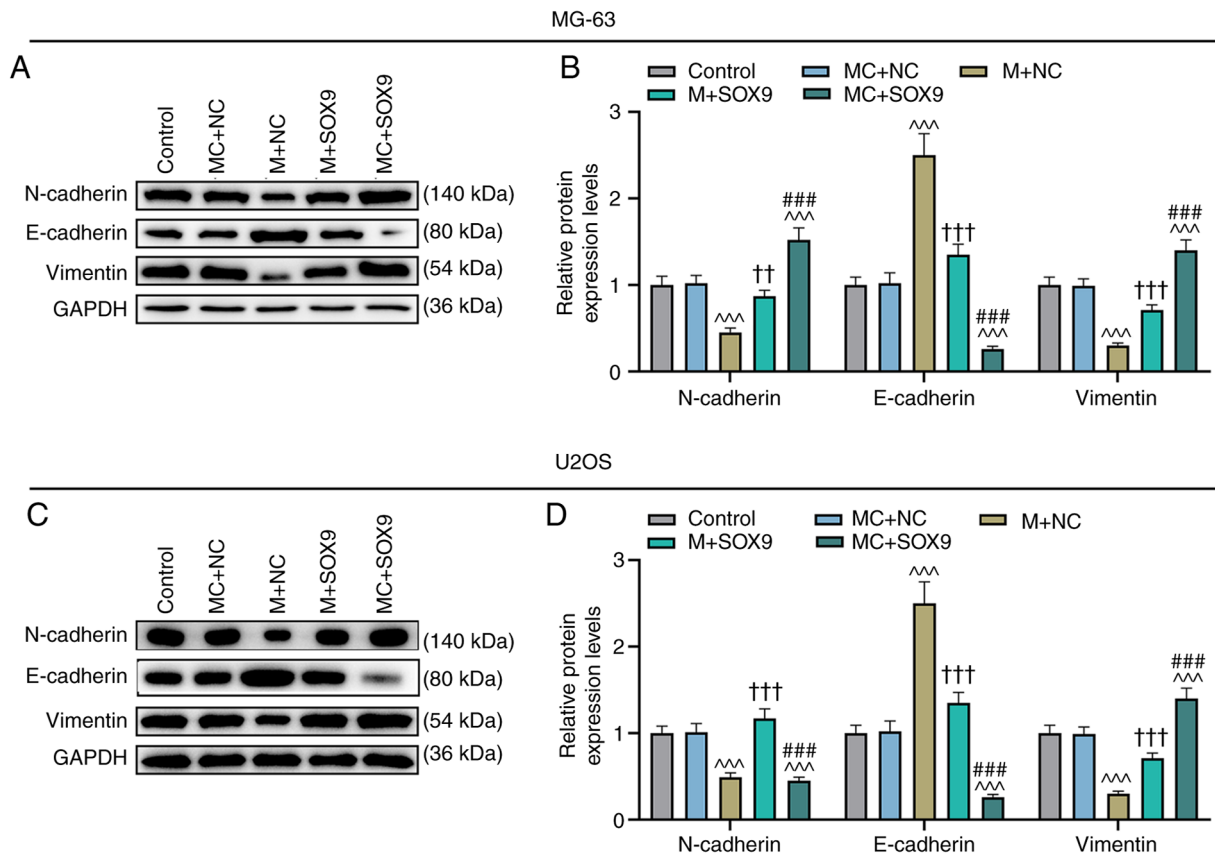 MG-63
A
Control
MC+NC
M+NC
M+SOX9
MC+SOX9
N-cadherin (140 kDa)
E-cadherin (80 kDa)
Vimentin (54 kDa)
GAPDH (36 kDa)
B
Control MC+NC M+NC
M+SOX9 MC+SOX9
Relative protein
expression levels
3
2
1
0
^^^ †† ^^^ ###
^^^ ††† ^^^ ###
^^^ ††† ^^^ ###
N-cadherin E-cadherin Vimentin
U2OS
C
Control
MC+NC
M+NC
M+SOX9
MC+SOX9
N-cadherin (140 kDa)
E-cadherin (80 kDa)
Vimentin (54 kDa)
GAPDH (36 kDa)
D
Control MC+NC M+NC
M+SOX9 MC+SOX9
Relative protein
expression levels
3
2
1
0
^^^ ††† ^^^ ###
^^^ ††† ^^^ ###
^^^ ††† ^^^ ###
N-cadherin E-cadherin Vimentin